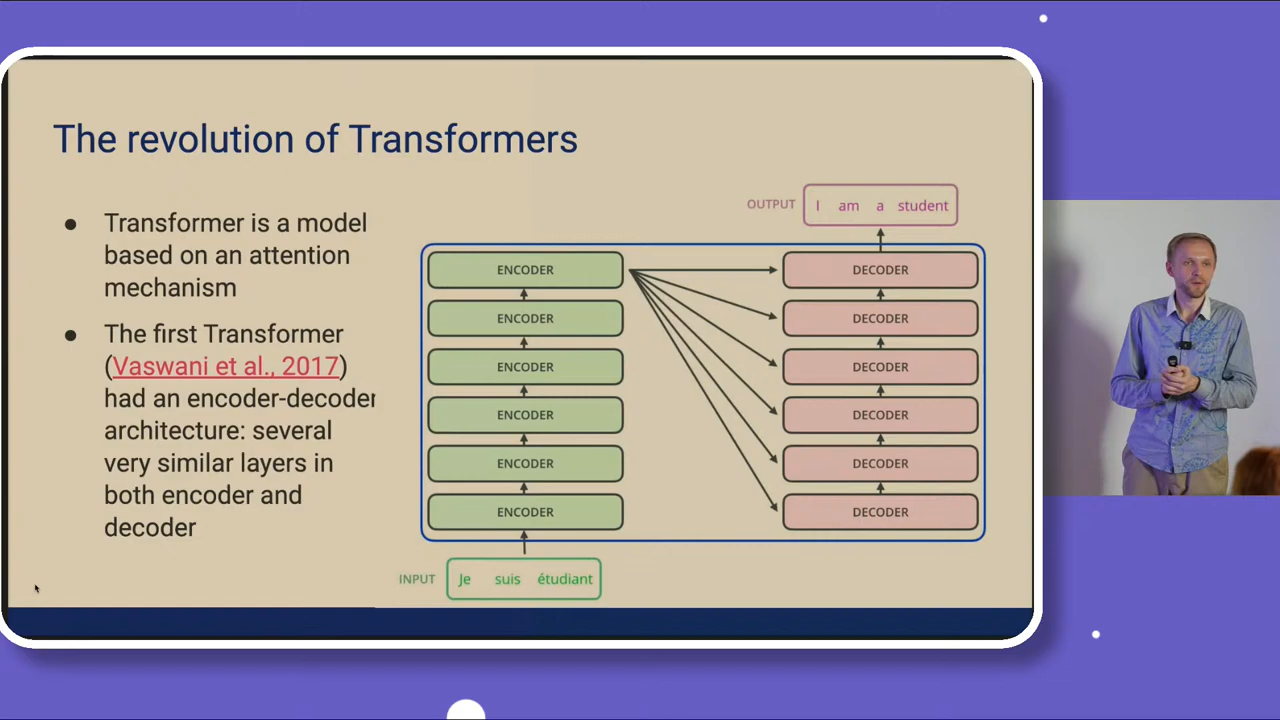 The revolution of Transformers
● Transformer is a model
based on an attention
mechanism
● The first Transformer
(Vaswani et al., 2017)
had an encoder-decoder
architecture: several
very similar layers in
both encoder and
decoder
OUTPUT I am a student
ENCODER DECODER
ENCODER DECODER
ENCODER DECODER
ENCODER DECODER
ENCODER DECODER
ENCODER DECODER
INPUT Je suis étudiant